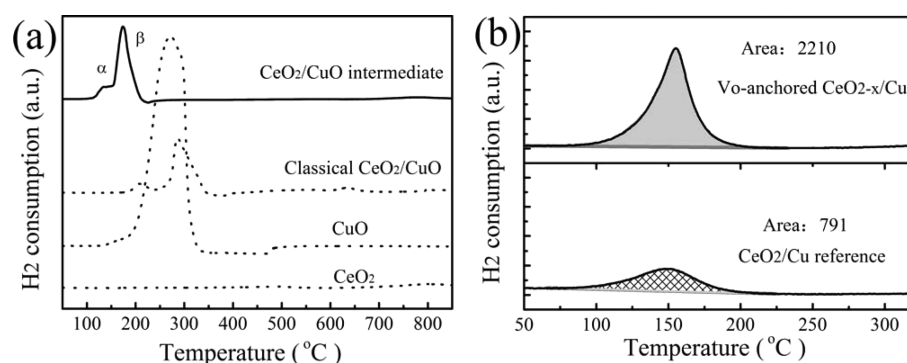 (a)
H2 consumption (a.u.)
α
β
CeO₂/CuO intermediate
Classical CeO₂/CuO
CuO
CeO₂
100 200 300 400 500 600 700 800
Temperature ( °C)
(b)
H2 consumption (a.u.)
Area: 2210
Vo-anchored CeO2-x/Cu
Area: 791
CeO₂/Cu reference
50 100 150 200 250 300
Temperature ( °C)